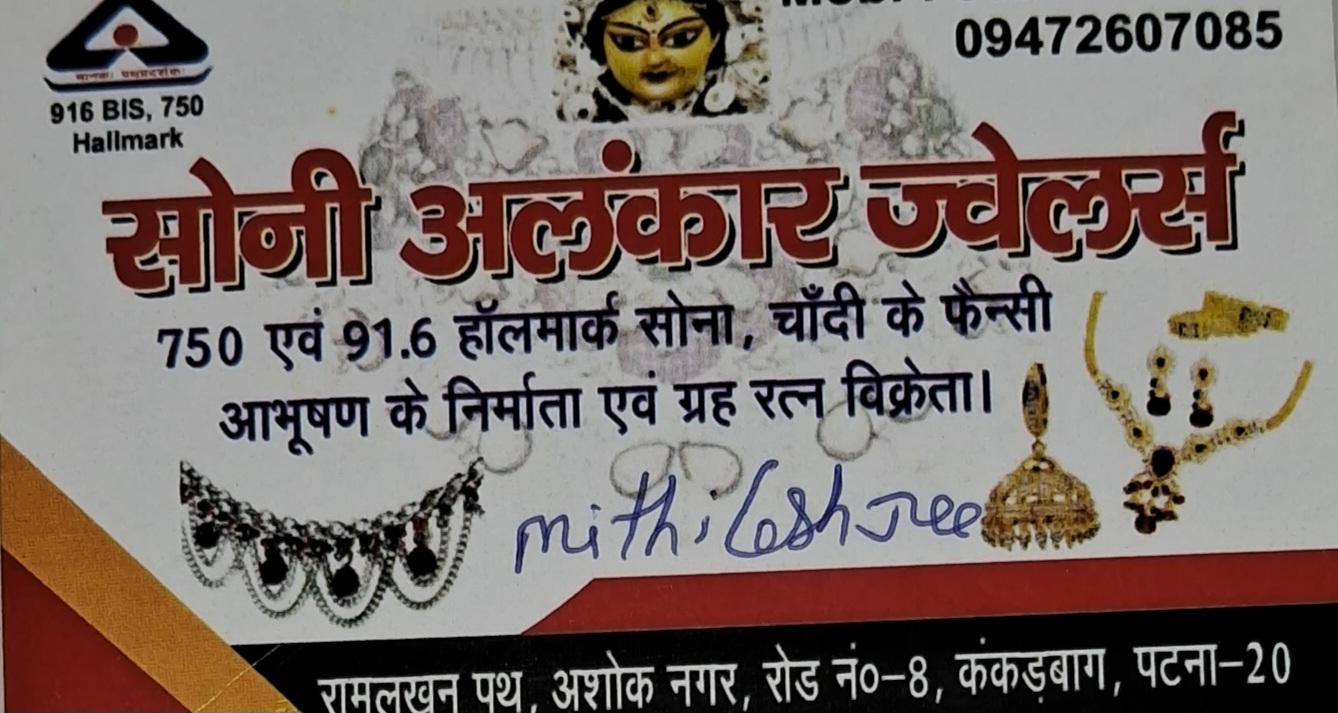 09472607085
मानकः पथप्रदर्शकः
916 BIS, 750
Hallmark
सोनी अलंकार ज्वेलर्स
750 एवं 91.6 हॉलमार्क सोना, चाँदी के फैन्सी
आभूषण के निर्माता एवं ग्रह रत्न विक्रेता।
mithilesh Jee
रामलखन पथ, अशोक नगर, रोड नं०-8, कंकड़बाग, पटना-20